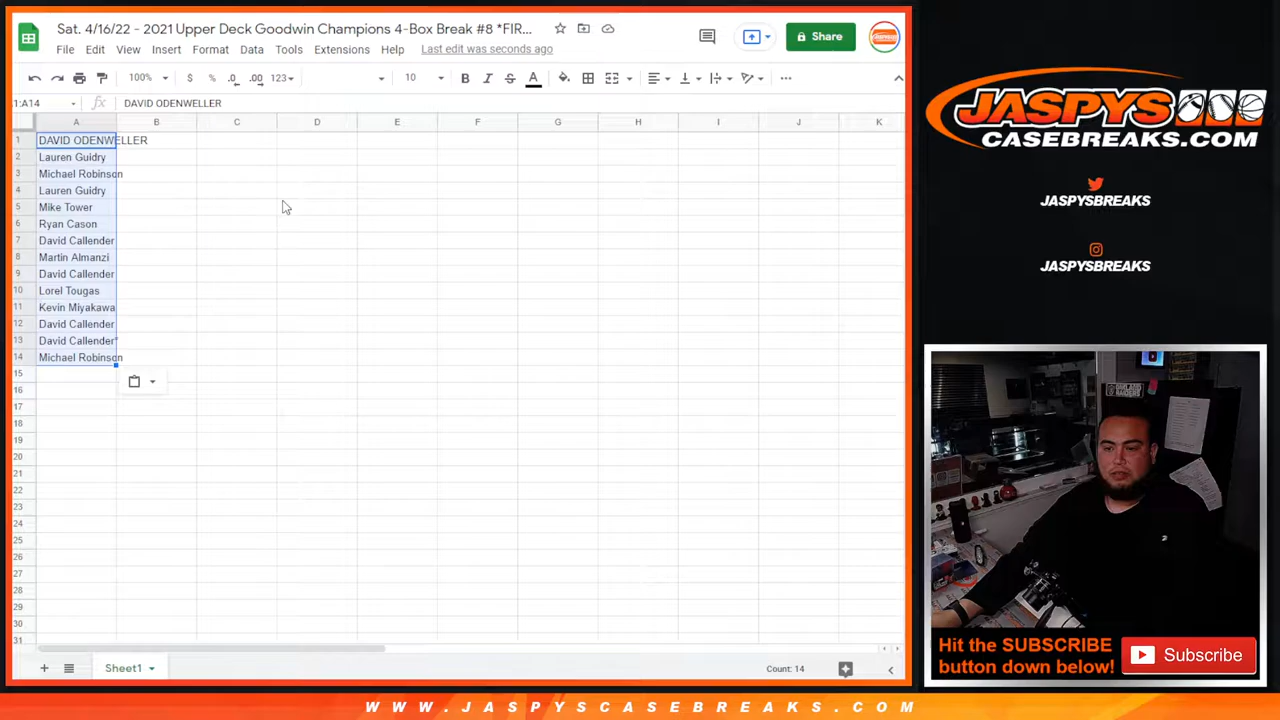 Sat. 4/16/22 - 2021 Upper Deck Goodwin Champions 4-Box Break #8 *FIR...
Share
File Edit View Insert Format Data Tools Extensions Help Last edit was seconds ago
100% $ % .0 .00 123 10 B I S A
1:A14 fx DAVID ODENWELLER
A B C D E F G H I J K
1 DAVID ODENWELLER
2 Lauren Guidry
3 Michael Robinson
4 Lauren Guidry
5 Mike Tower
6 Ryan Cason
7 David Callender
8 Martin Almanzi
9 David Callender
10 Lorel Tougas
11 Kevin Miyakawa
12 David Callender
13 David Callender*
14 Michael Robinson
15
16
17
18
19
20
21
22
23
24
25
26
27
28
29
30
31
Sheet1 Count: 14
JASPYS
CASEBREAKS.COM
JASPYSBREAKS
JASPYSBREAKS
Hit the SUBSCRIBE
button down below!
Subscribe
WWW.JASPYSCASEBREAKS.COM